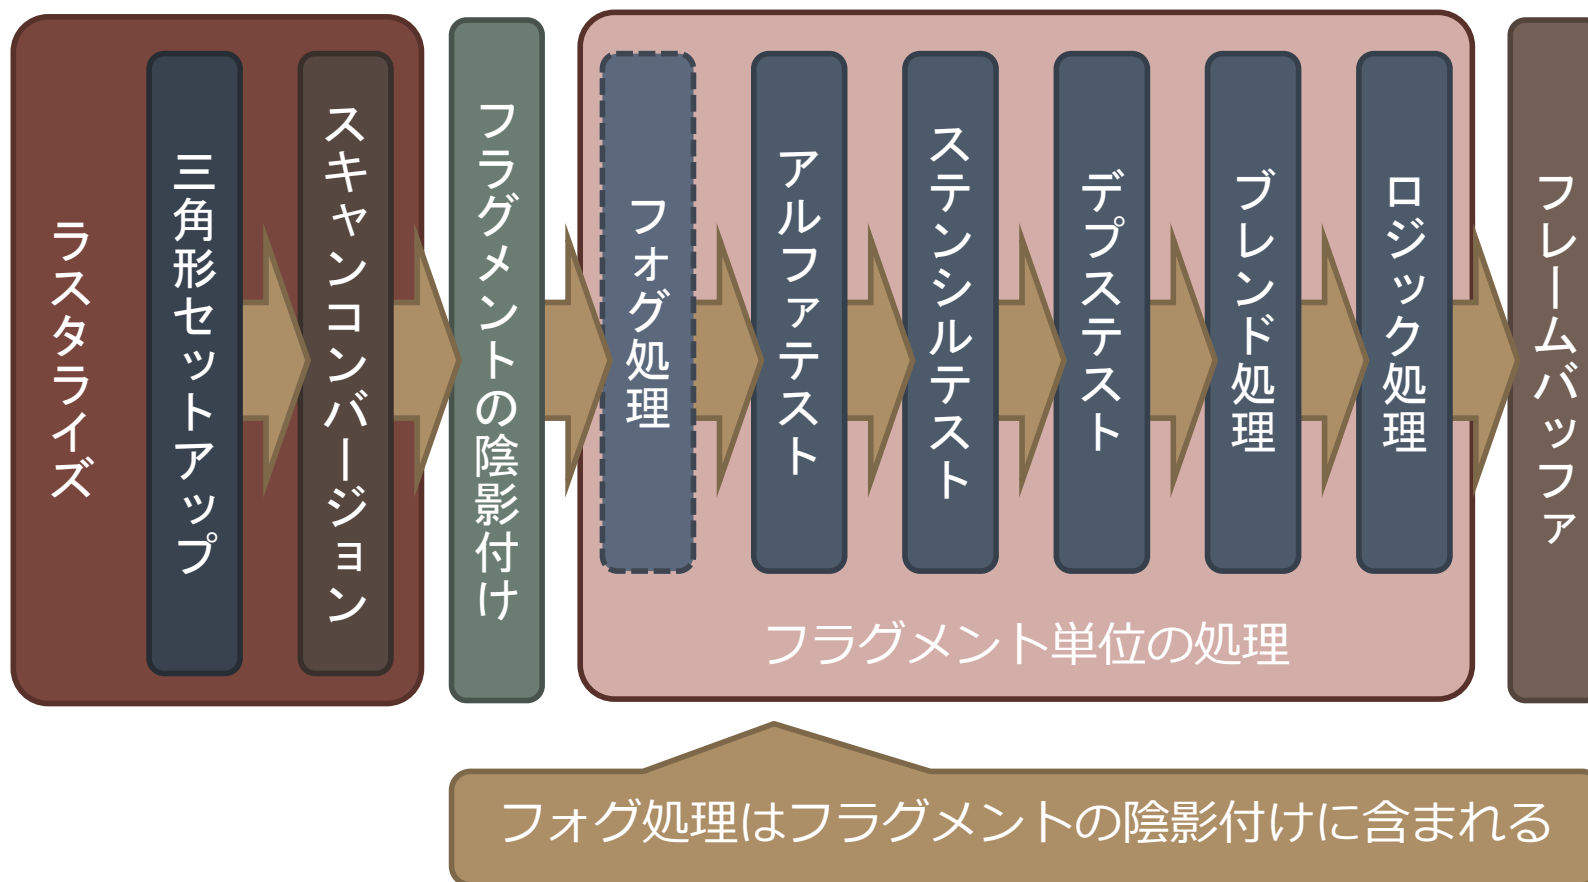 ラスタライズ
三角形セットアップ
スキャンコンバージョン
フラグメントの陰影付け
フォグ処理
アルファテスト
ステンシルテスト
デプステスト
ブレンド処理
ロジック処理
フラグメント単位の処理
フレームバッファ
フォグ処理はフラグメントの陰影付けに含まれる